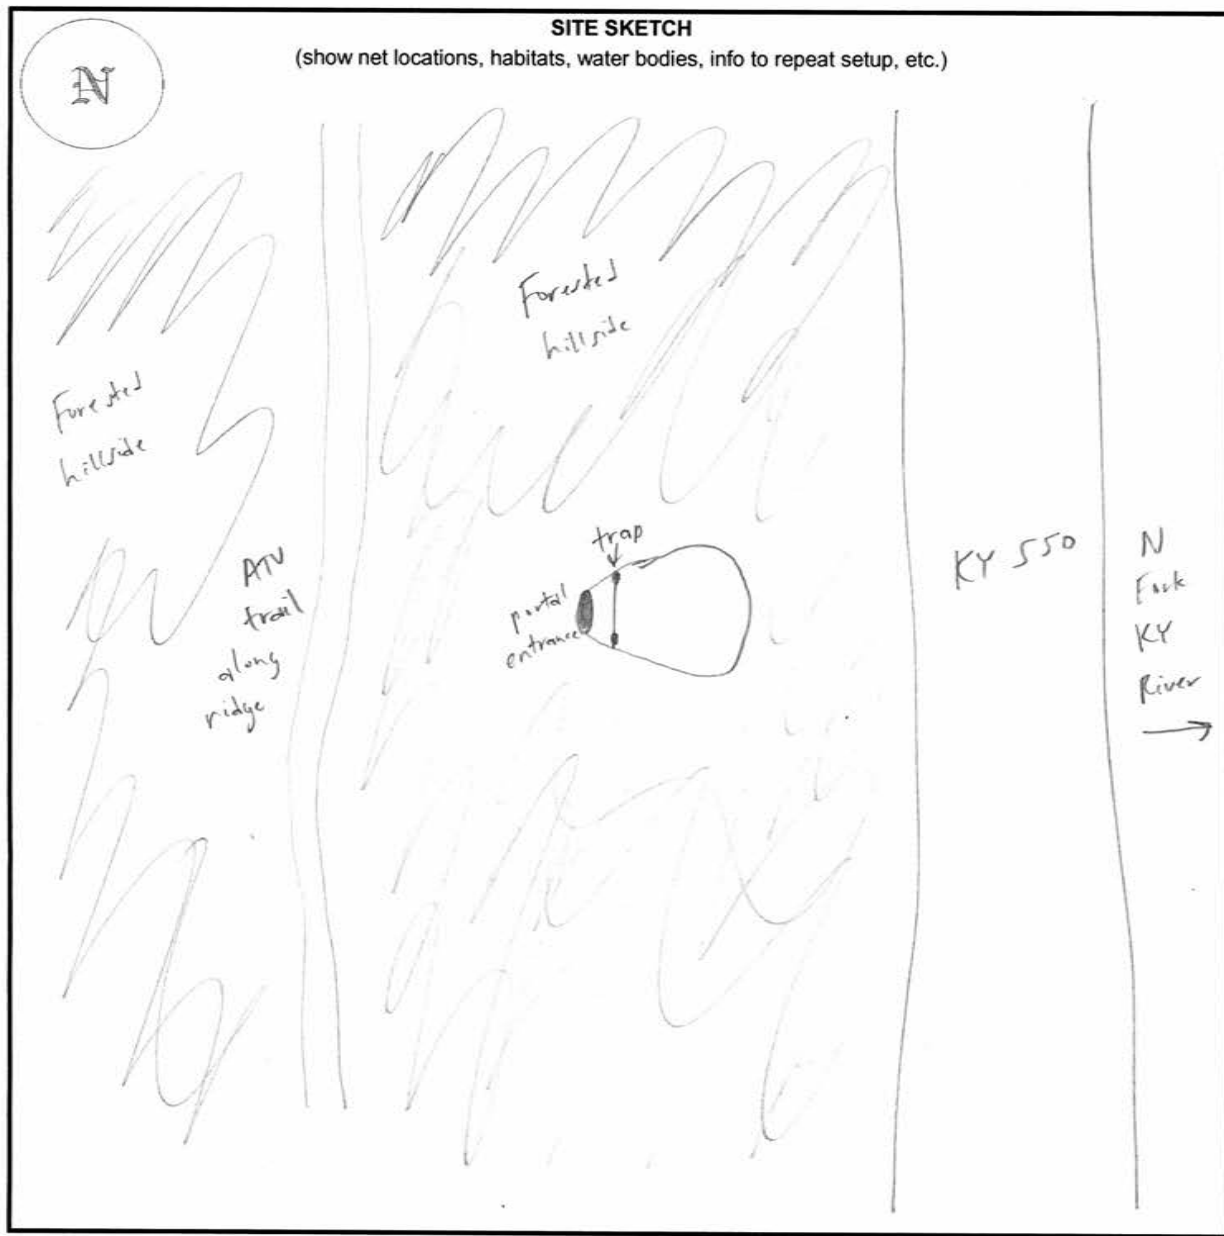 SITE SKETCH
(show net locations, habitats, water bodies, info to repeat setup, etc.)
N
Forested
hillside
Forested
hillside
ATV
trail
along
ridge
trap
portal
entrance
KY 550
N
Fork
KY
River